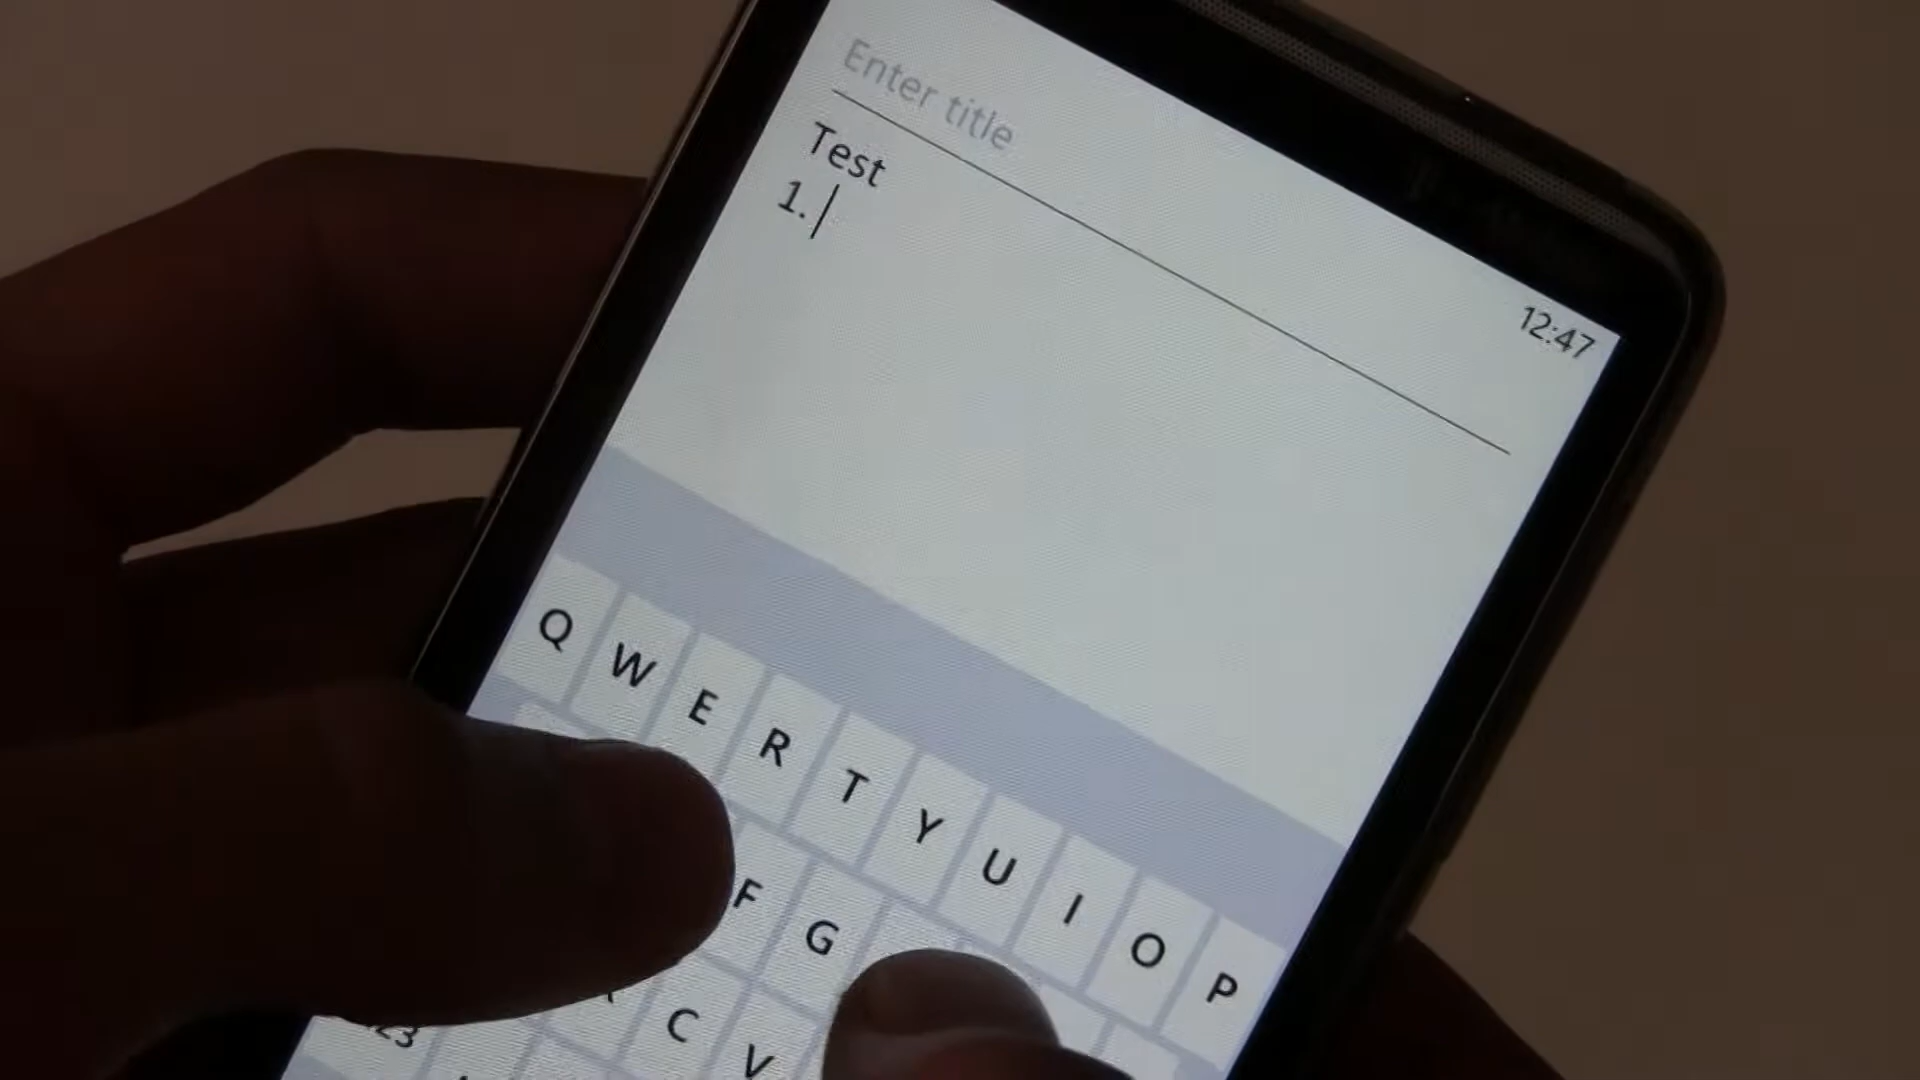 Enter title
12:47
Test
1.
Q W E R T Y U I O P
F G
C V